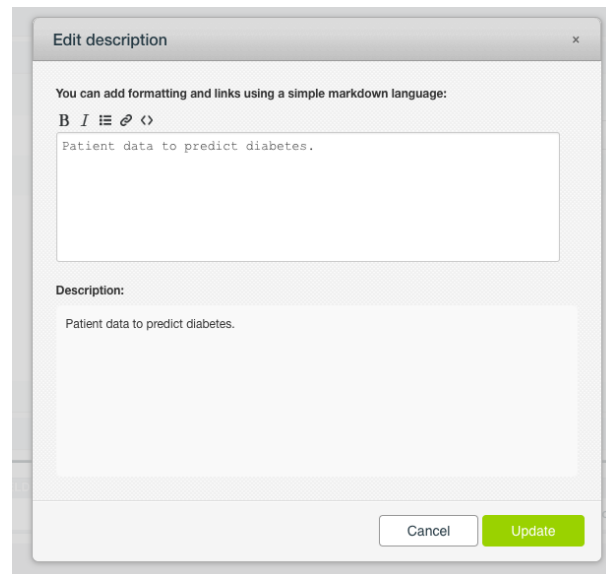 Edit description
×
You can add formatting and links using a simple markdown language:
B I
Patient data to predict diabetes.
Description:
Patient data to predict diabetes.
Cancel Update